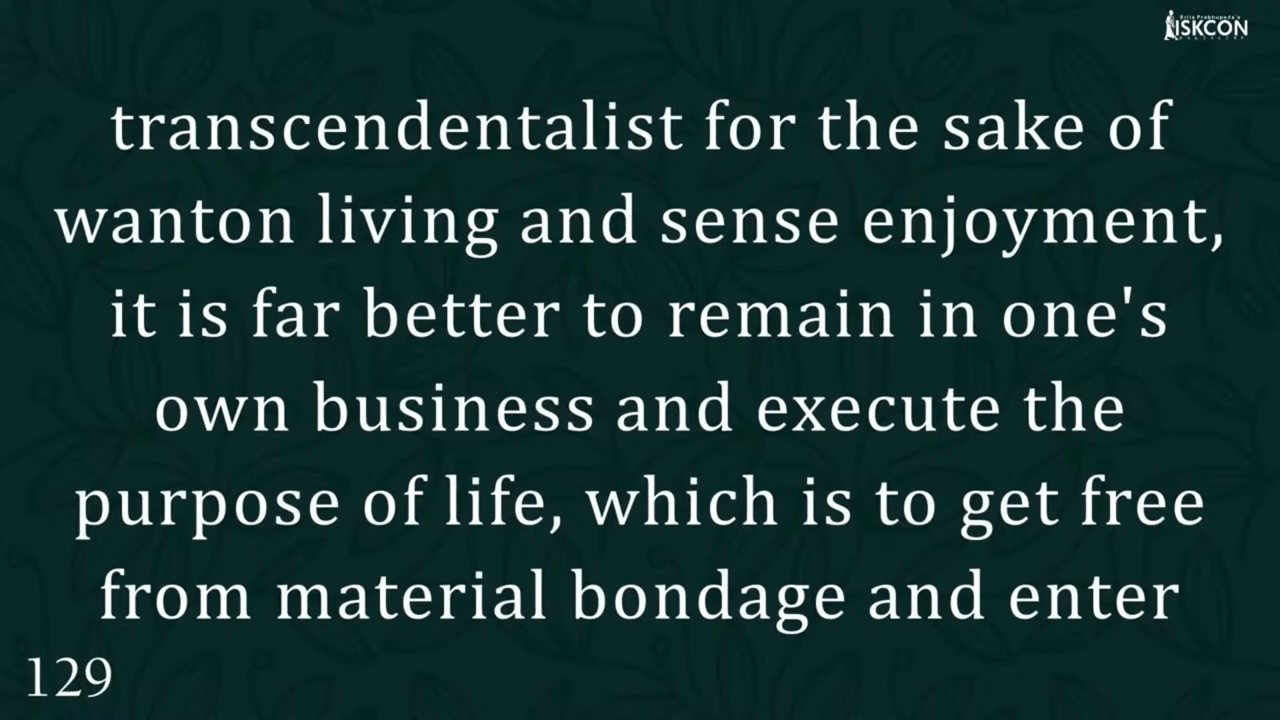 Srila Prabhupada's
ISKCON
transcendentalist for the sake of
wanton living and sense enjoyment,
it is far better to remain in one's
own business and execute the
purpose of life, which is to get free
from material bondage and enter
129